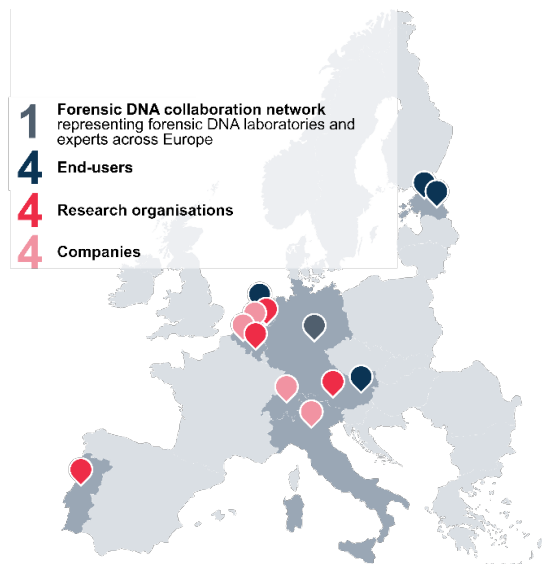 1 Forensic DNA collaboration network
representing forensic DNA laboratories and
experts across Europe
4 End-users
4 Research organisations
4 Companies